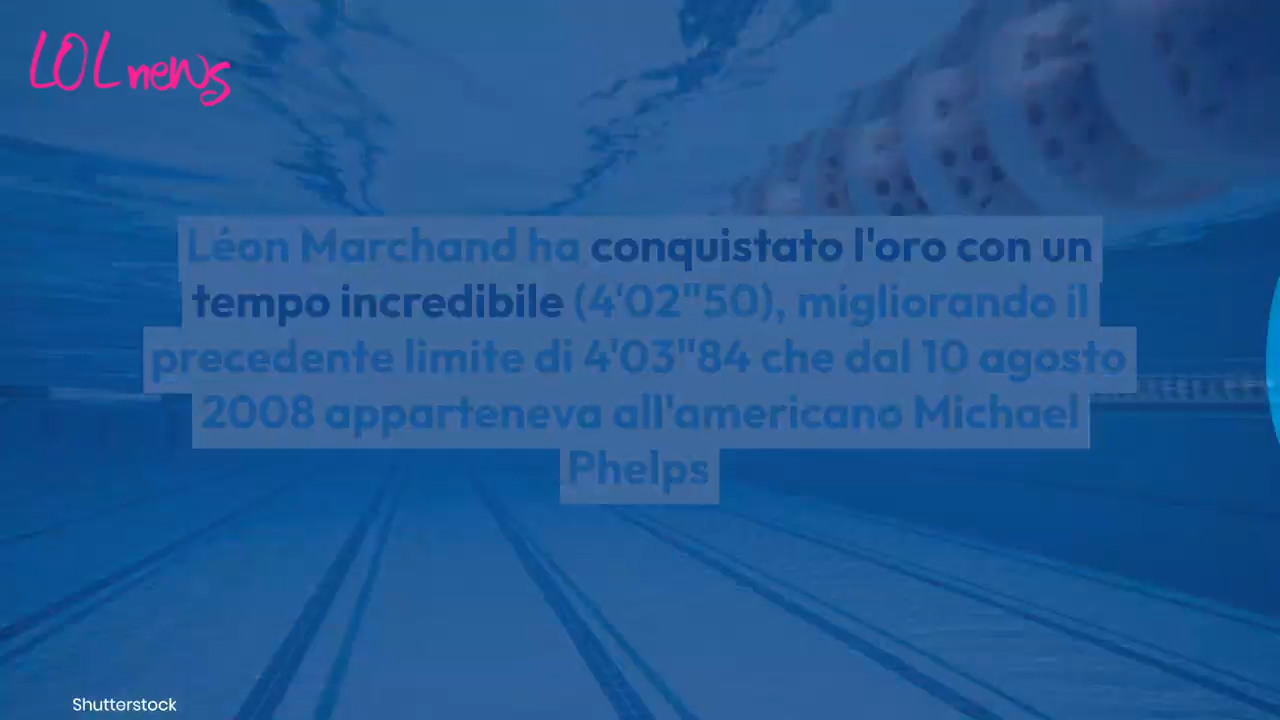 LOL news
Léon Marchand ha conquistato l'oro con un
tempo incredibile (4'02"50), migliorando il
precedente limite di 4'03"84 che dal 10 agosto
2008 apparteneva all'americano Michael
Phelps
Shutterstock